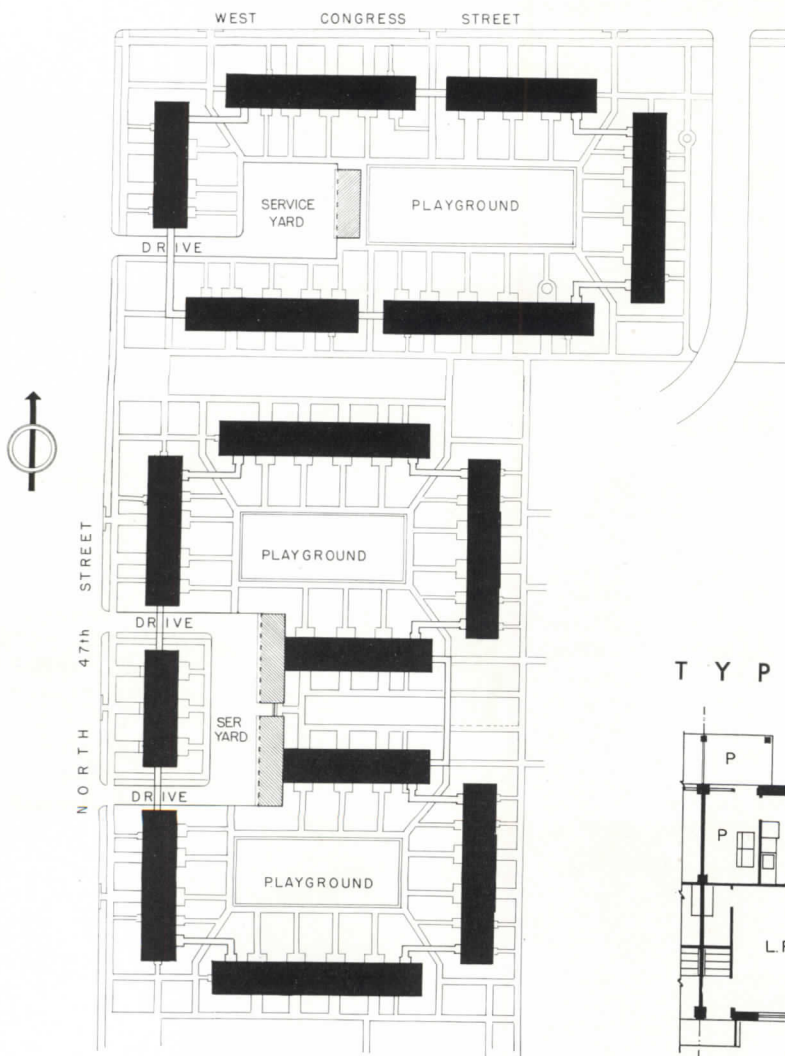 WEST CONGRESS STREET
SERVICE
YARD
PLAYGROUND
DRIVE
PLAYGROUND
NORTH 47th STREET
DRIVE
SER
YARD
DRIVE
PLAYGROUND
T Y P
P
P
L.